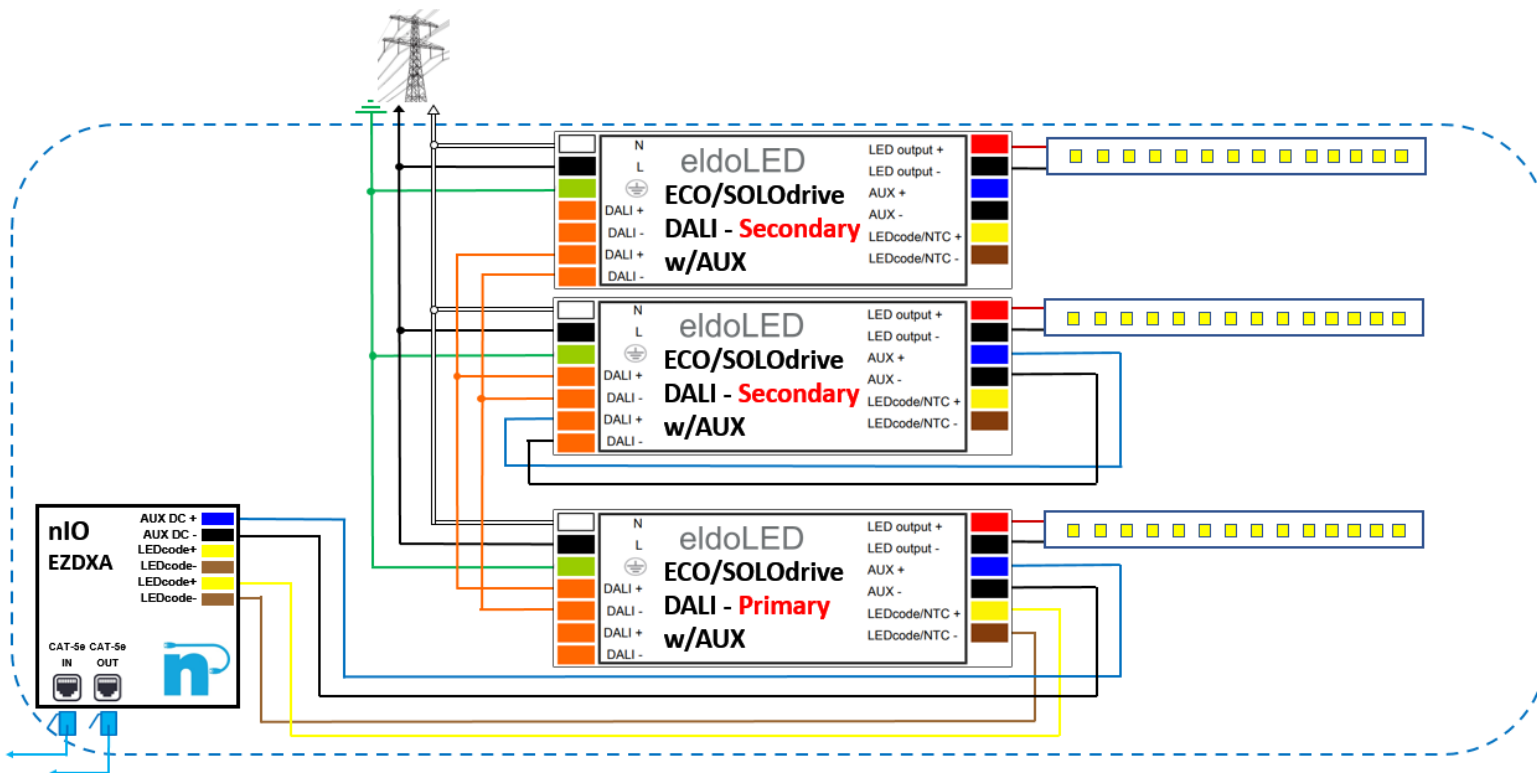 N
L
DALI +
DALI -
DALI +
DALI -
eldoLED
ECO/SOLOdrive
DALI - Secondary
w/AUX
LED output +
LED output -
AUX +
AUX -
LEDcode/NTC +
LEDcode/NTC -
N
L
DALI +
DALI -
DALI +
DALI -
eldoLED
ECO/SOLOdrive
DALI - Secondary
w/AUX
LED output +
LED output -
AUX +
AUX -
LEDcode/NTC +
LEDcode/NTC -
nIO
EZDXA
AUX DC +
AUX DC -
LEDcode+
LEDcode-
LEDcode+
LEDcode-
CAT-5e CAT-5e
IN OUT
n
N
L
DALI +
DALI -
DALI +
DALI -
eldoLED
ECO/SOLOdrive
DALI - Primary
w/AUX
LED output +
LED output -
AUX +
AUX -
LEDcode/NTC +
LEDcode/NTC -